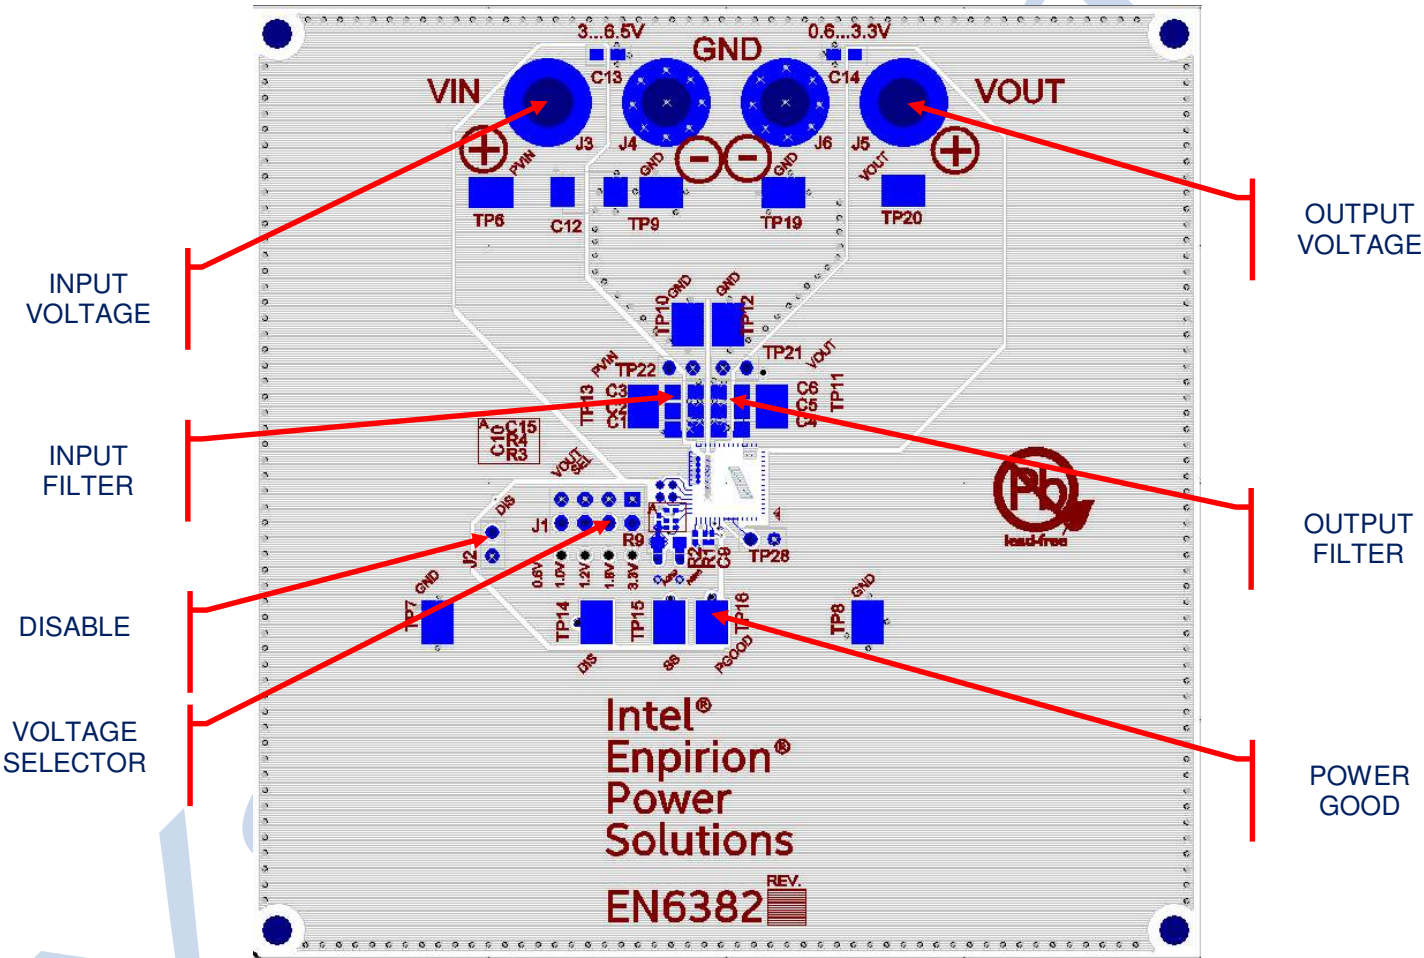 3...6.5V
0.6...3.3V
GND
C13
C14
VIN
VOUT
J3
J4
J6
J5
PVIN
GND
GND
VOUT
TP6
C12
TP9
TP19
TP20
OUTPUT
VOLTAGE
INPUT
VOLTAGE
GND
GND
TP10
TP12
PVIN
TP22
TP21
VOUT
TP13
C3
C2
C1
C6
C5
C4
TP11
A
C10
C15
R4
R3
INPUT
FILTER
VOUT
SEL
Pb
lead-free
OUTPUT
FILTER
DIS
J1
A
4
J2
R9
R2
R1
C9
TP28
0.6V
1.0V
1.2V
1.8V
3.3V
DISABLE
GND
TP7
TP14
TP15
TP16
TP8
GND
DIS
SS
PGOOD
VOLTAGE
SELECTOR
POWER
GOOD
Intel®
Enpirion®
Power
Solutions
REV.
EN6382